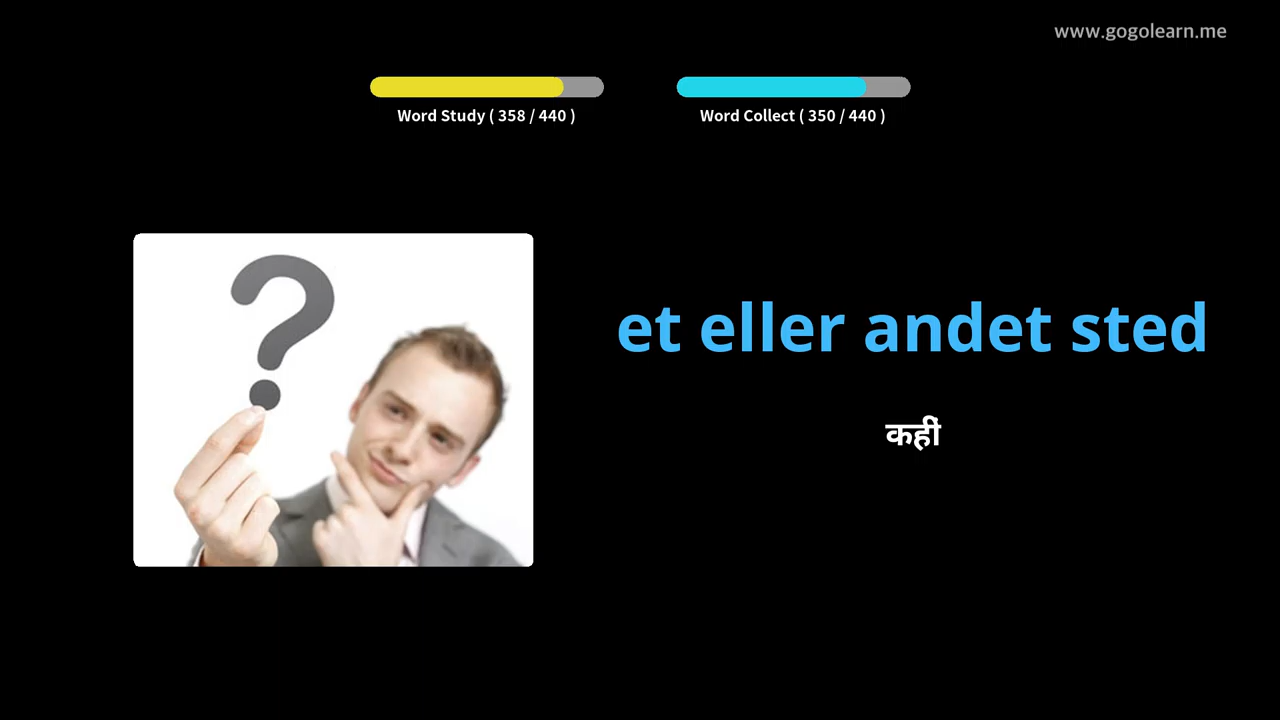 www.gogolearn.me
Word Study ( 358 / 440 )
Word Collect ( 350 / 440 )
et eller andet sted
कहीं